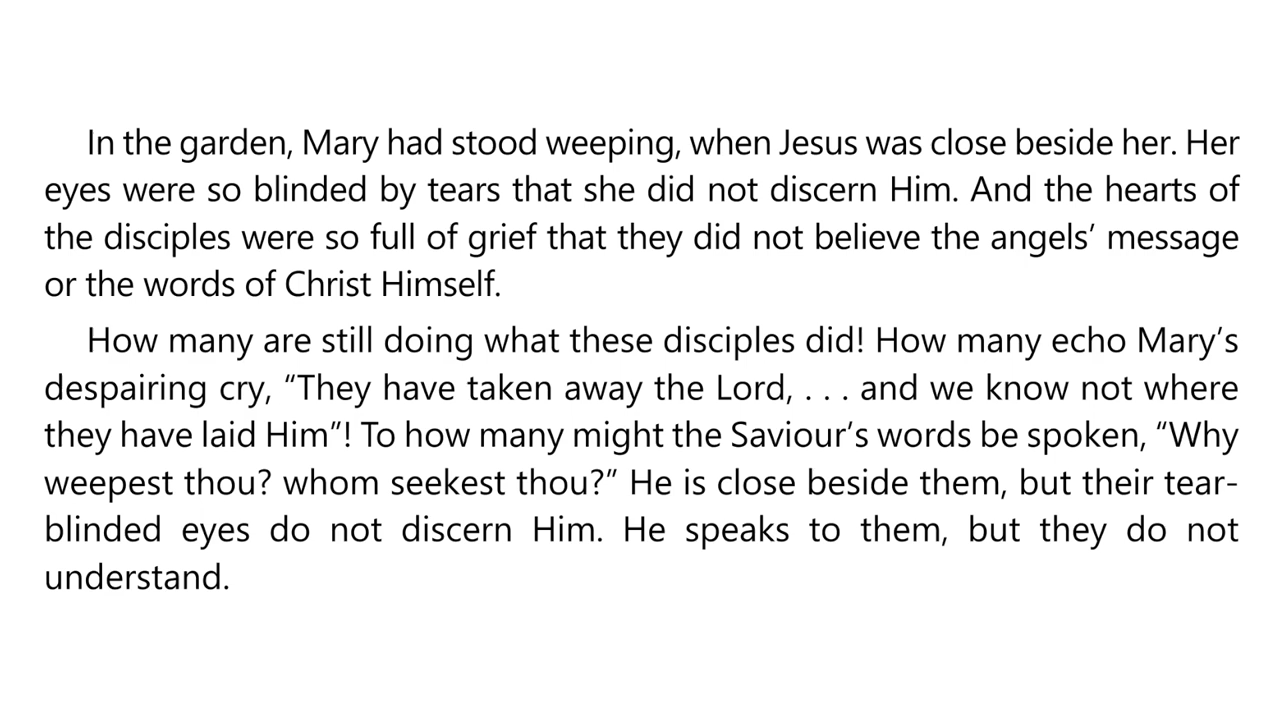 In the garden, Mary had stood weeping, when Jesus was close beside her. Her
eyes were so blinded by tears that she did not discern Him. And the hearts of
the disciples were so full of grief that they did not believe the angels’ message
or the words of Christ Himself.
How many are still doing what these disciples did! How many echo Mary’s
despairing cry, “They have taken away the Lord, . . . and we know not where
they have laid Him”! To how many might the Saviour’s words be spoken, “Why
weepest thou? whom seekest thou?” He is close beside them, but their tear-
blinded eyes do not discern Him. He speaks to them, but they do not
understand.